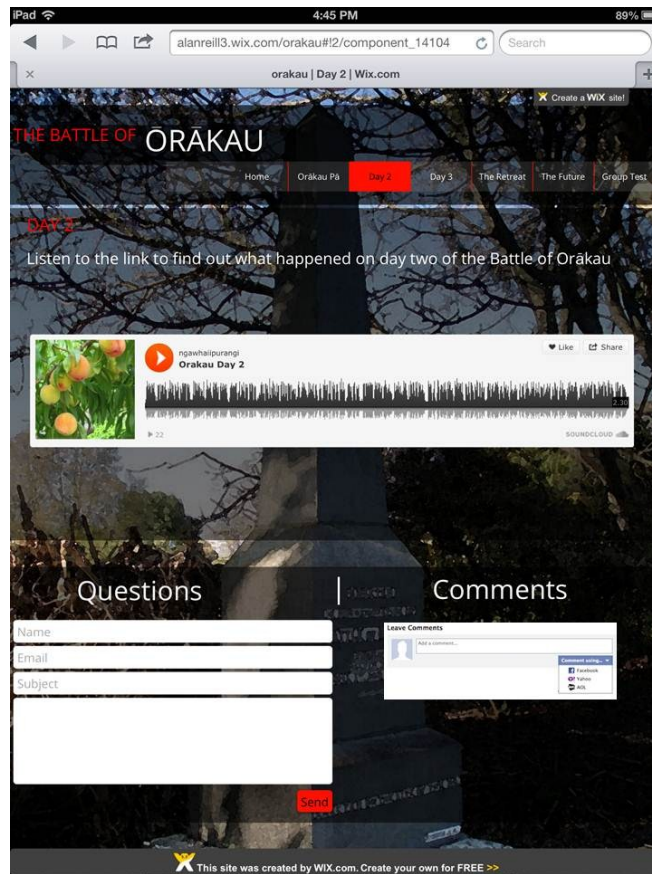 iPad 4:45 PM 89%
alanreill3.wix.com/orakau#!2/component_14104 Search
orakau | Day 2 | Wix.com
Create a WiX site!
THE BATTLE OF ŌRĀKAU
Home Orākau Pā Day 2 Day 3 The Retreat The Future Group Test
DAY 2
Listen to the link to find out what happened on day two of the Battle of Orākau
ngawhaiipurangi
Orakau Day 2
Like Share
2.30
22 SOUNDCLOUD
Questions | Comments
Name
Email
Subject
Send
Leave Comments
Add a comment...
Comment using...
Facebook
Yahoo
AOL
This site was created by WIX.com. Create your own for FREE >>